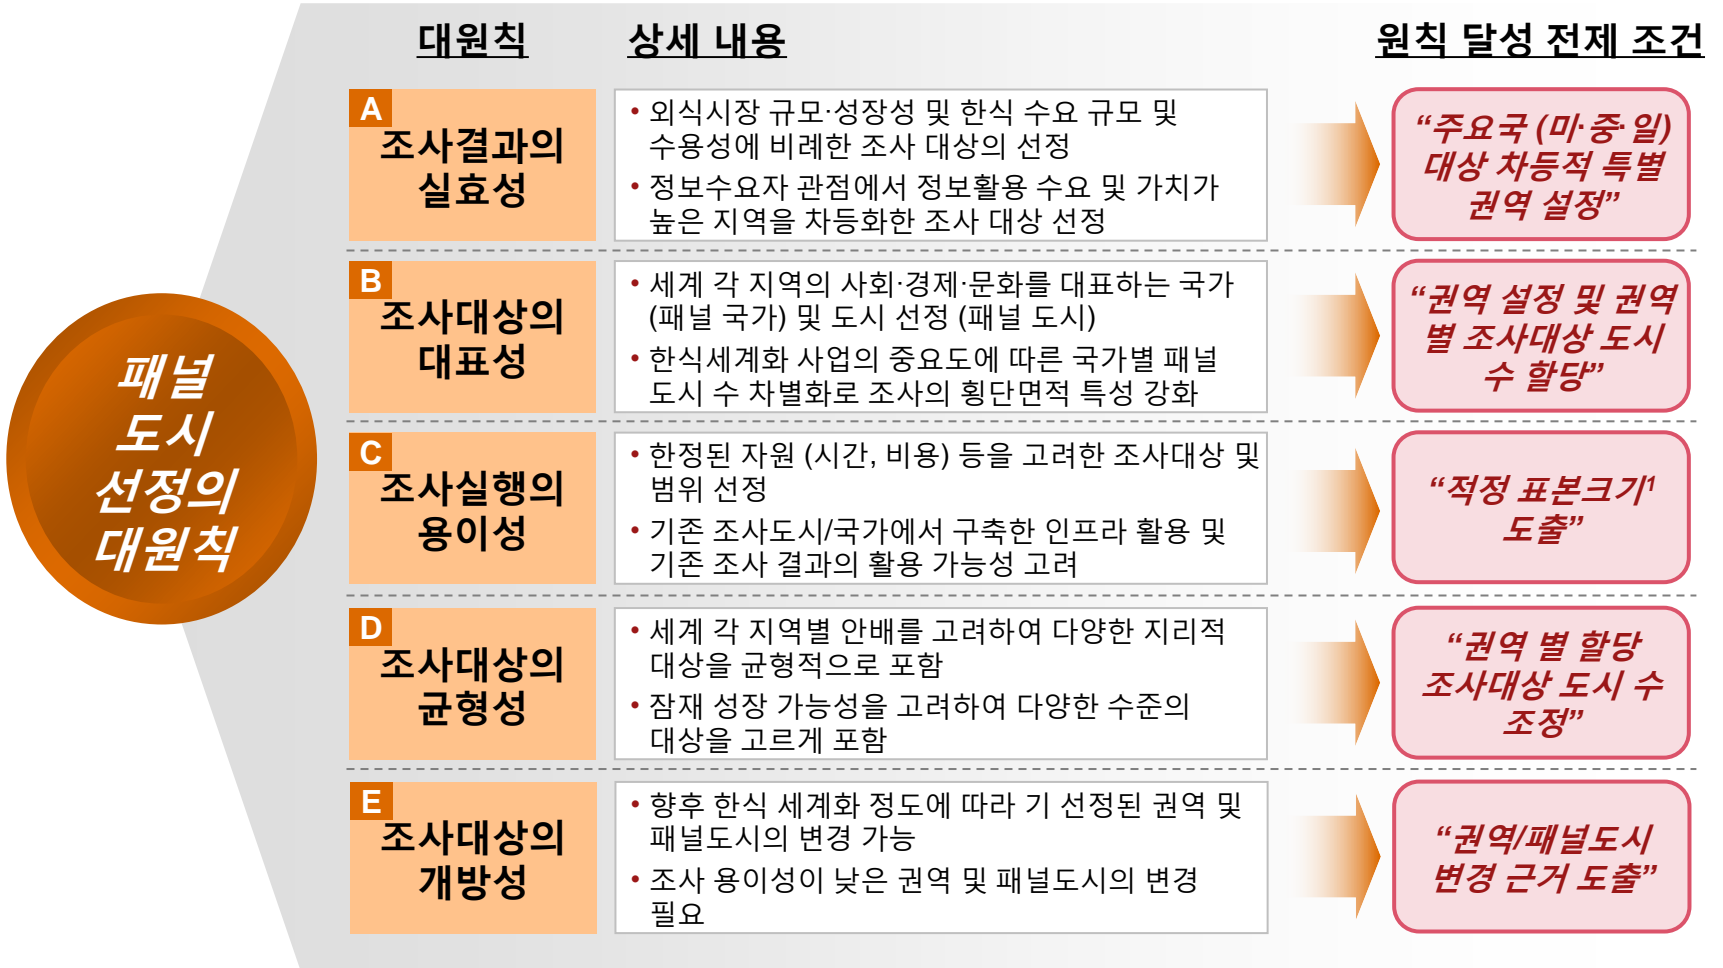 대원칙
상세 내용
원칙 달성 전제 조건
패널
도시
선정의
대원칙
A
조사결과의
실효성
• 외식시장 규모·성장성 및 한식 수요 규모 및
수용성에 비례한 조사 대상의 선정
• 정보수요자 관점에서 정보활용 수요 및 가치가
높은 지역을 차등화한 조사 대상 선정
“주요국 (미·중·일)
대상 차등적 특별
권역 설정”
B
조사대상의
대표성
• 세계 각 지역의 사회·경제·문화를 대표하는 국가
(패널 국가) 및 도시 선정 (패널 도시)
• 한식세계화 사업의 중요도에 따른 국가별 패널
도시 수 차별화로 조사의 횡단면적 특성 강화
“권역 설정 및 권역
별 조사대상 도시
수 할당”
C
조사실행의
용이성
• 한정된 자원 (시간, 비용) 등을 고려한 조사대상 및
범위 선정
• 기존 조사도시/국가에서 구축한 인프라 활용 및
기존 조사 결과의 활용 가능성 고려
“적정 표본크기1
도출”
D
조사대상의
균형성
• 세계 각 지역별 안배를 고려하여 다양한 지리적
대상을 균형적으로 포함
• 잠재 성장 가능성을 고려하여 다양한 수준의
대상을 고르게 포함
“권역 별 할당
조사대상 도시 수
조정”
E
조사대상의
개방성
• 향후 한식 세계화 정도에 따라 기 선정된 권역 및
패널도시의 변경 가능
• 조사 용이성이 낮은 권역 및 패널도시의 변경
필요
“권역/패널도시
변경 근거 도출”